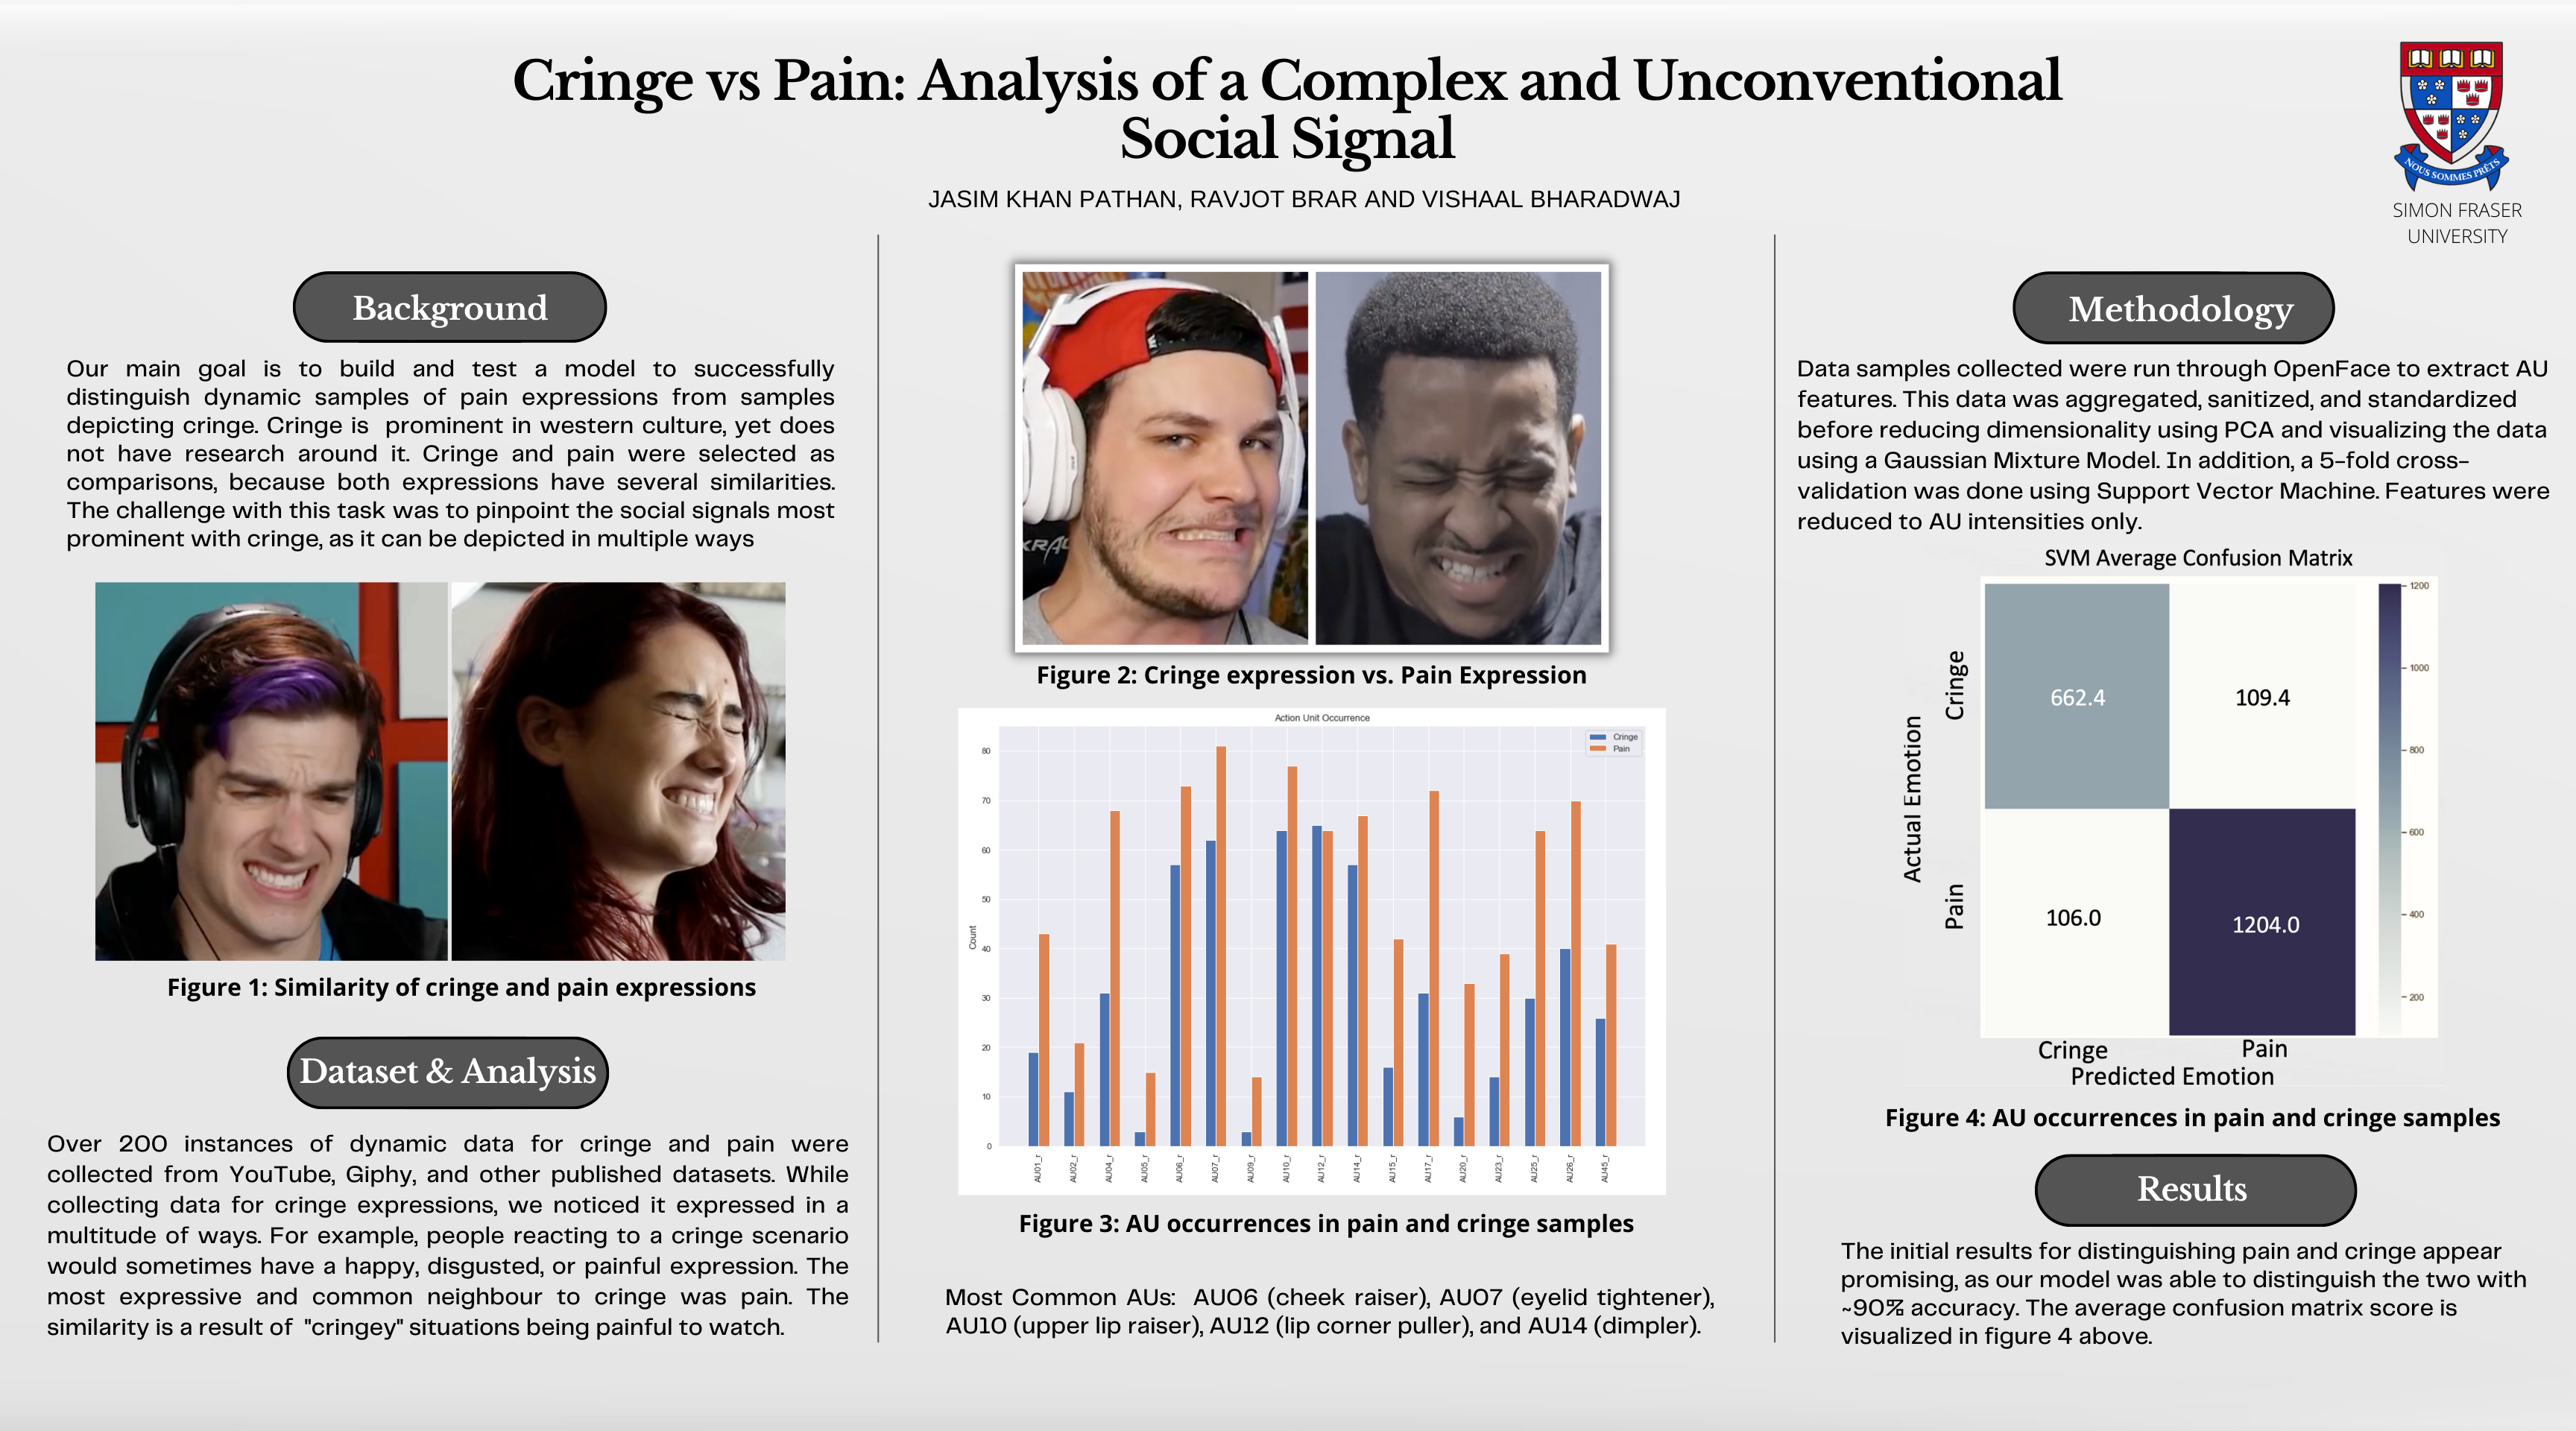 Cringe vs Pain: Analysis of a Complex and Unconventional
Social Signal
JASIM KHAN PATHAN, RAVJOT BRAR AND VISHAAL BHARADWAJ
NOUS SOMMES PRÊTS
SIMON FRASER
UNIVERSITY
Background
Our main goal is to build and test a model to successfully
distinguish dynamic samples of pain expressions from samples
depicting cringe. Cringe is prominent in western culture, yet does
not have research around it. Cringe and pain were selected as
comparisons, because both expressions have several similarities.
The challenge with this task was to pinpoint the social signals most
prominent with cringe, as it can be depicted in multiple ways
Figure 1: Similarity of cringe and pain expressions
Dataset & Analysis
Over 200 instances of dynamic data for cringe and pain were
collected from YouTube, Giphy, and other published datasets. While
collecting data for cringe expressions, we noticed it expressed in a
multitude of ways. For example, people reacting to a cringe scenario
would sometimes have a happy, disgusted, or painful expression. The
most expressive and common neighbour to cringe was pain. The
similarity is a result of "cringey" situations being painful to watch.
Figure 2: Cringe expression vs. Pain Expression
Action Unit Occurrence
Cringe
Pain
Count
80
70
60
50
40
30
20
10
0
AU01_r
AU02_r
AU04_r
AU05_r
AU06_r
AU07_r
AU09_r
AU10_r
AU12_r
AU14_r
AU15_r
AU17_r
AU20_r
AU23_r
AU25_r
AU26_r
AU45_r
Figure 3: AU occurrences in pain and cringe samples
Most Common AUs: AU06 (cheek raiser), AU07 (eyelid tightener),
AU10 (upper lip raiser), AU12 (lip corner puller), and AU14 (dimpler).
Methodology
Data samples collected were run through OpenFace to extract AU
features. This data was aggregated, sanitized, and standardized
before reducing dimensionality using PCA and visualizing the data
using a Gaussian Mixture Model. In addition, a 5-fold cross-
validation was done using Support Vector Machine. Features were
reduced to AU intensities only.
SVM Average Confusion Matrix
Actual Emotion
Cringe
Pain
662.4
109.4
106.0
1204.0
1200
1000
800
600
400
200
Cringe
Pain
Predicted Emotion
Figure 4: AU occurrences in pain and cringe samples
Results
The initial results for distinguishing pain and cringe appear
promising, as our model was able to distinguish the two with
~90% accuracy. The average confusion matrix score is
visualized in figure 4 above.